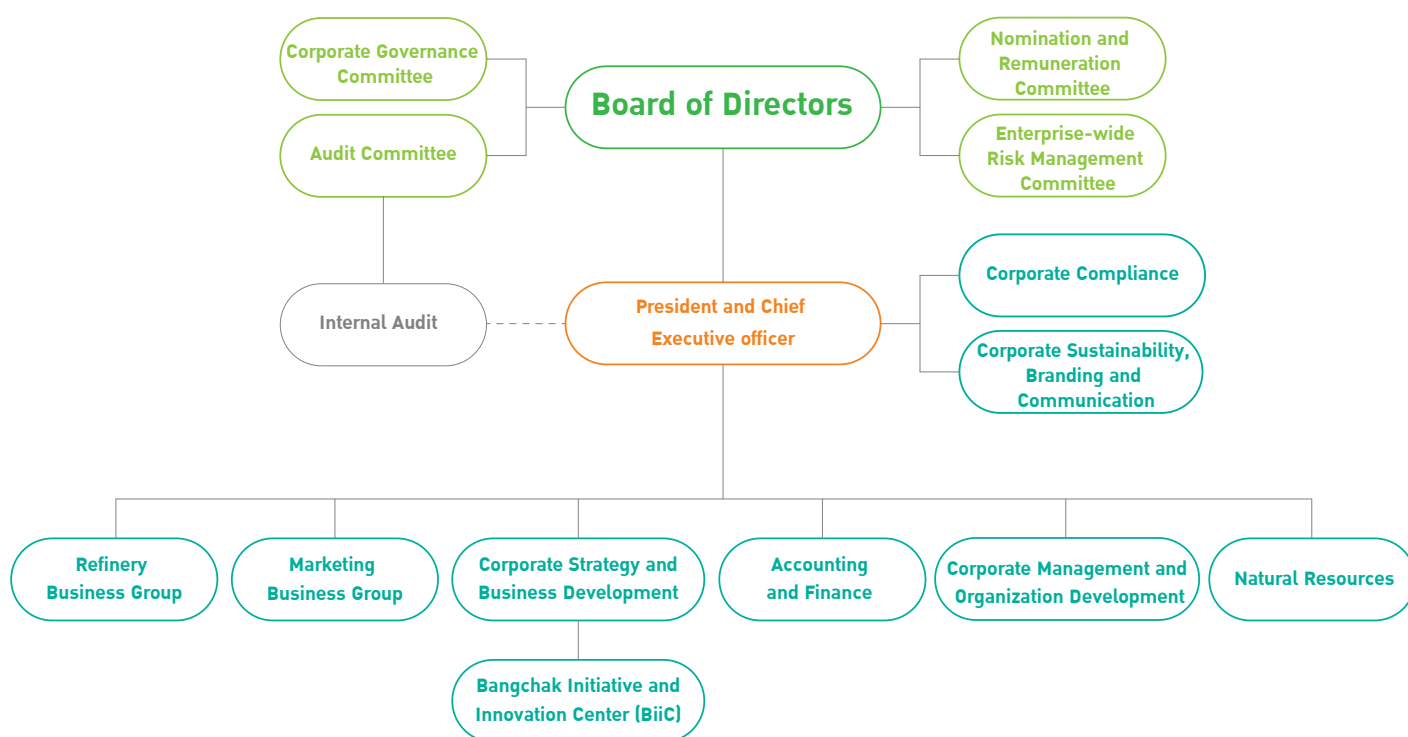 Corporate Governance
Committee
Board of Directors
Nomination and
Remuneration
Committee
Audit Committee
Enterprise-wide
Risk Management
Committee
Internal Audit
President and Chief
Executive officer
Corporate Compliance
Corporate Sustainability,
Branding and
Communication
Refinery
Business Group
Marketing
Business Group
Corporate Strategy and
Business Development
Accounting
and Finance
Corporate Management and
Organization Development
Natural Resources
Bangchak Initiative and
Innovation Center (BiiC)